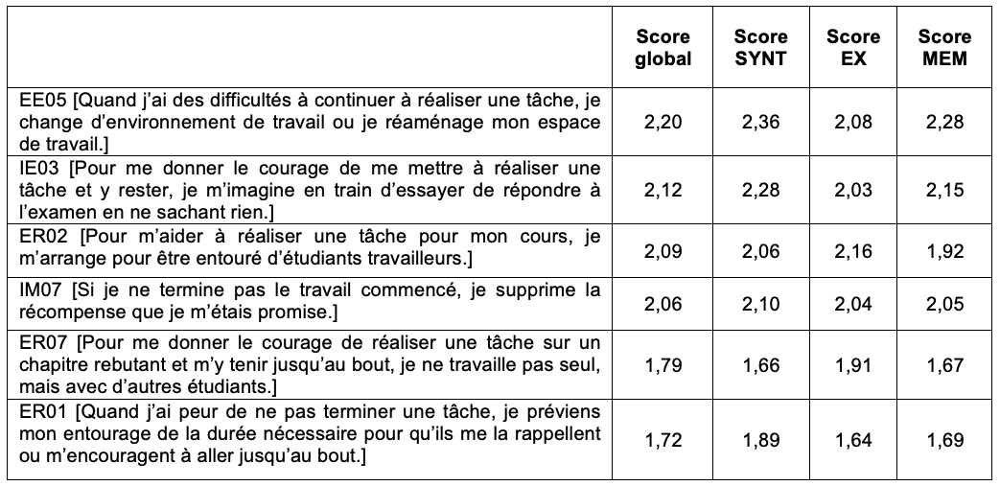 Score global
Score SYNT
Score EX
Score MEM
EE05 [Quand j’ai des difficultés à continuer à réaliser une tâche, je
change d’environnement de travail ou je réaménage mon espace
de travail.]
2,20
2,36
2,08
2,28
IE03 [Pour me donner le courage de me mettre à réaliser une
tâche et y rester, je m’imagine en train d’essayer de répondre à
l’examen en ne sachant rien.]
2,12
2,28
2,03
2,15
ER02 [Pour m’aider à réaliser une tâche pour mon cours, je
m’arrange pour être entouré d’étudiants travailleurs.]
2,09
2,06
2,16
1,92
IM07 [Si je ne termine pas le travail commencé, je supprime la
récompense que je m’étais promise.]
2,06
2,10
2,04
2,05
ER07 [Pour me donner le courage de réaliser une tâche sur un
chapitre rebutant et m’y tenir jusqu’au bout, je ne travaille pas seul,
mais avec d’autres étudiants.]
1,79
1,66
1,91
1,67
ER01 [Quand j’ai peur de ne pas terminer une tâche, je préviens
mon entourage de la durée nécessaire pour qu’ils me la rappellent
ou m’encouragent à aller jusqu’au bout.]
1,72
1,89
1,64
1,69